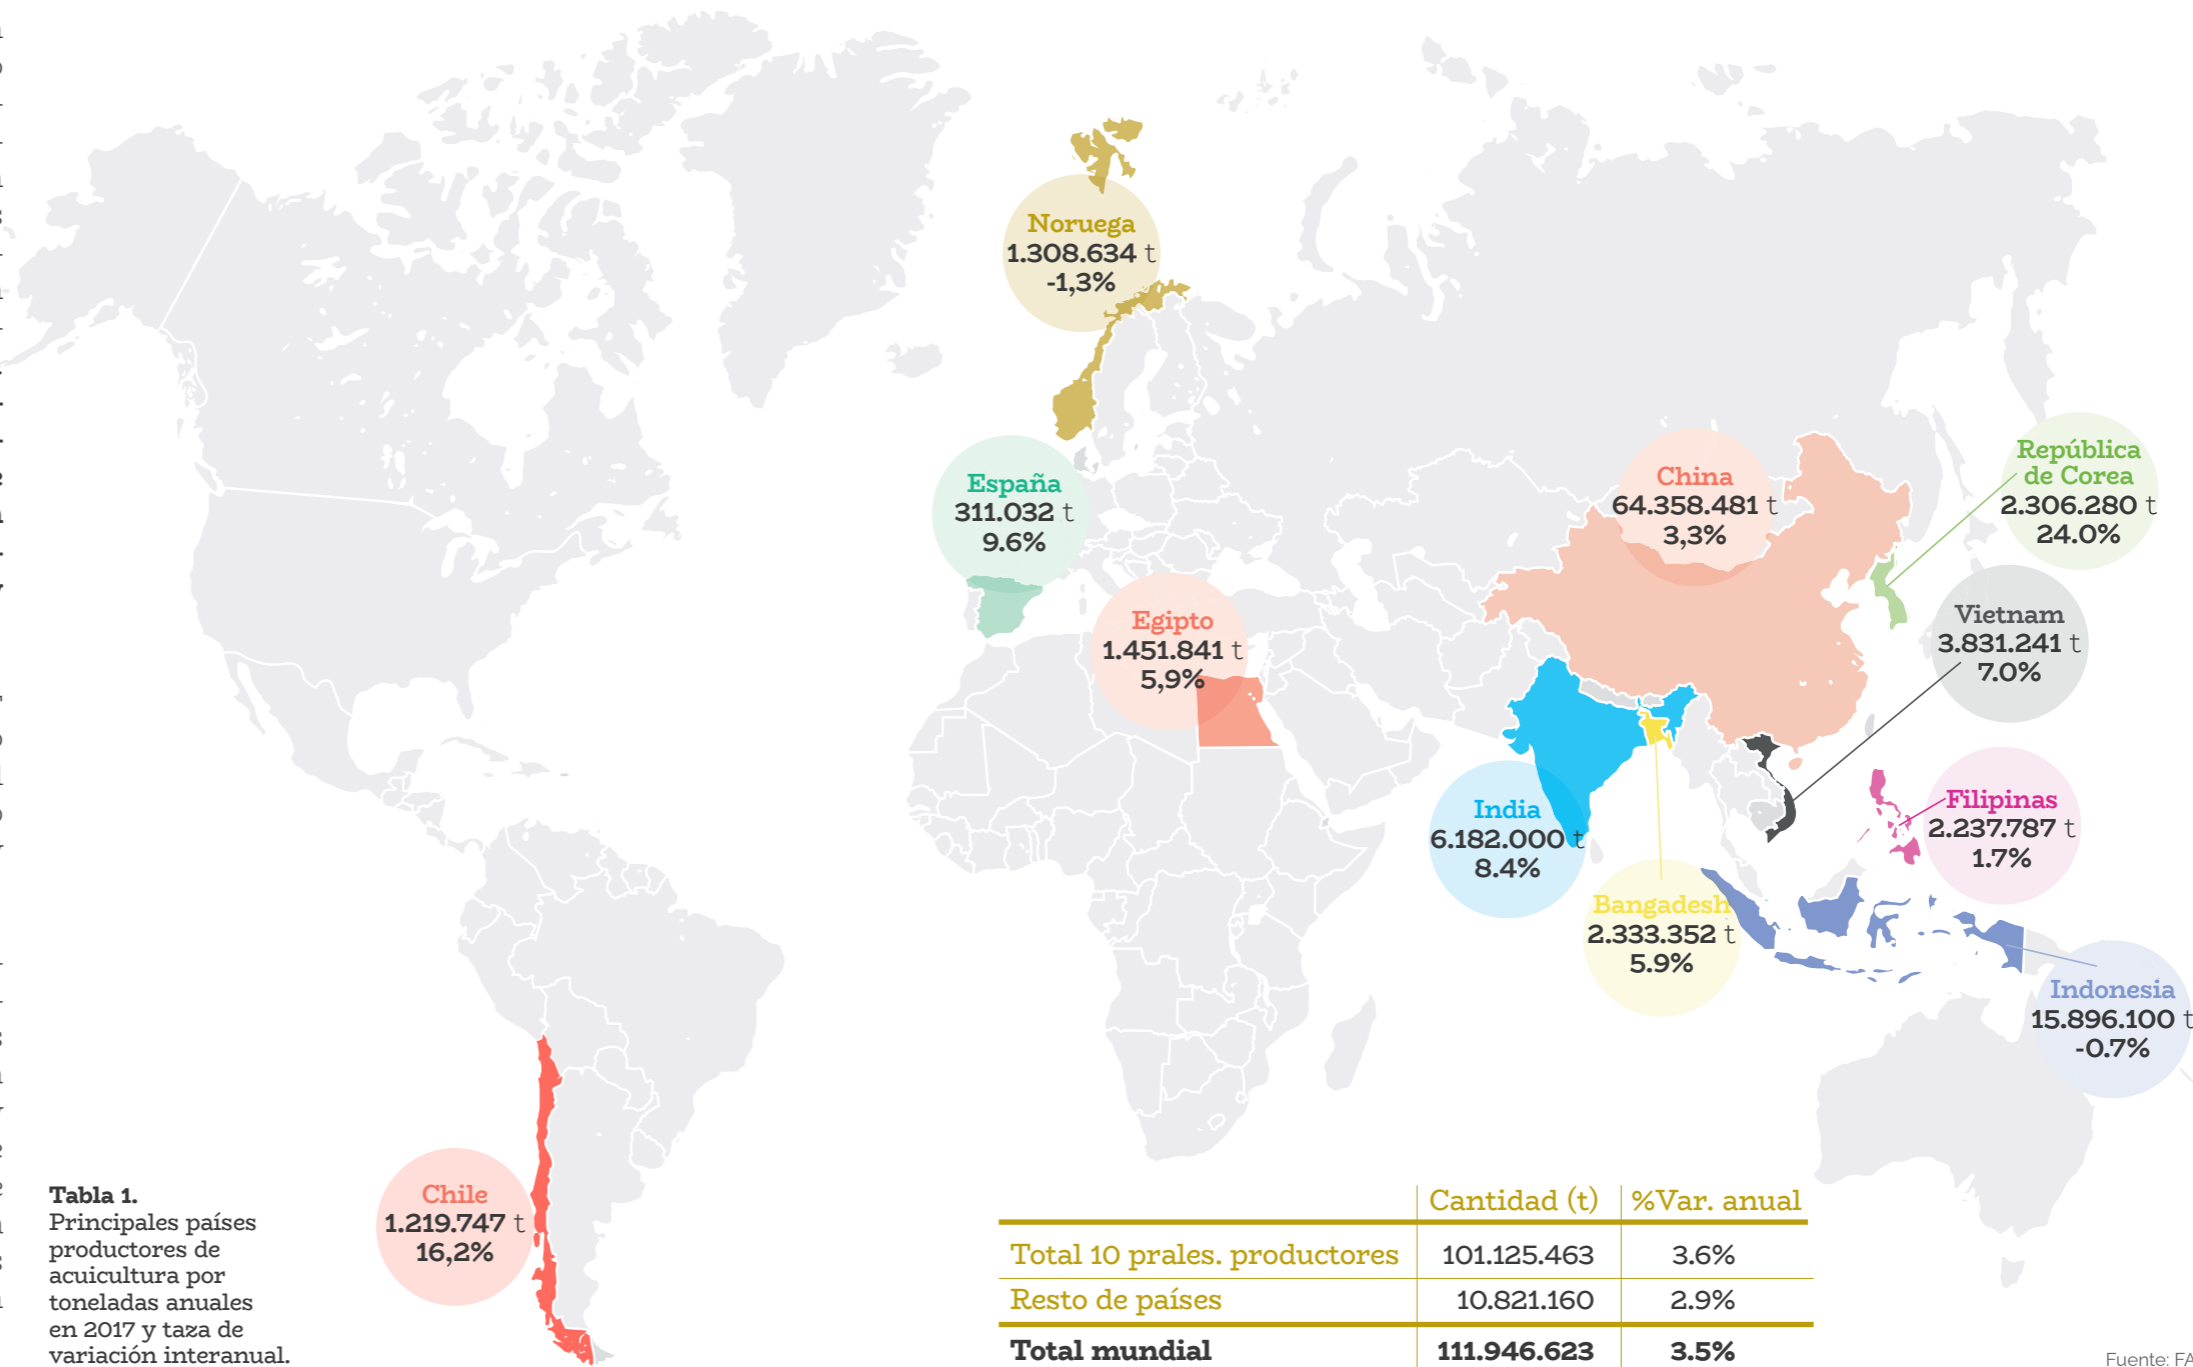 Noruega
1.308.634 t
-1,3%
España
311.032 t
9.6%
China
64.358.481 t
3,3%
República
de Corea
2.306.280 t
24.0%
Egipto
1.451.841 t
5,9%
Vietnam
3.831.241 t
7.0%
India
6.182.000 t
8.4%
Filipinas
2.237.787 t
1.7%
Bangadesh
2.333.352 t
5.9%
Indonesia
15.896.100 t
-0.7%
Chile
1.219.747 t
16,2%
Tabla 1.
Principales países
productores de
acuicultura por
toneladas anuales
en 2017 y taza de
variación interanual.
Cantidad (t) %Var. anual
Total 10 prales. productores 101.125.463 3.6%
Resto de países 10.821.160 2.9%
Total mundial 111.946.623 3.5%
Fuente: FA